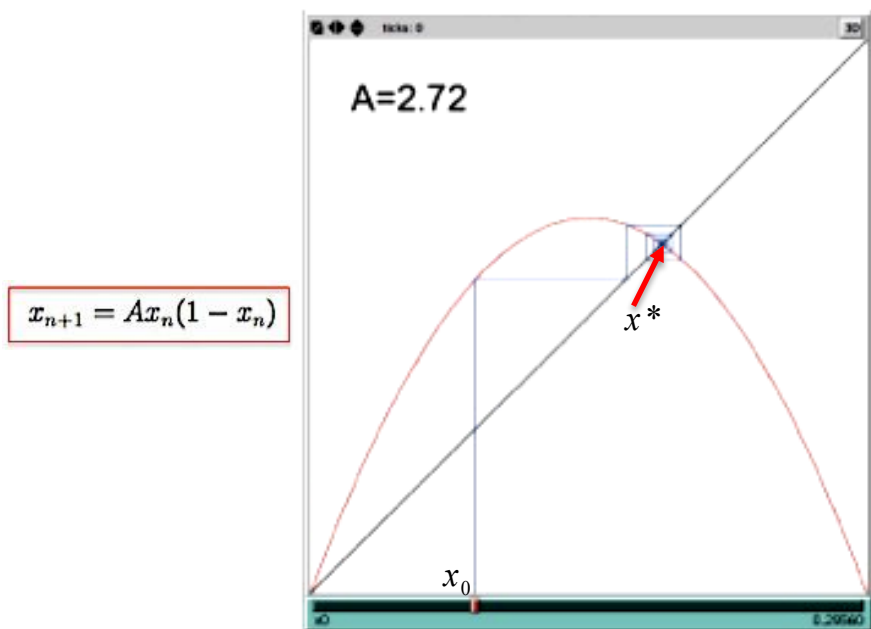 ticks: 0
3D
A=2.72
x_{n+1} = Ax_n(1 - x_n)
x*
x_0
x0
0.29560